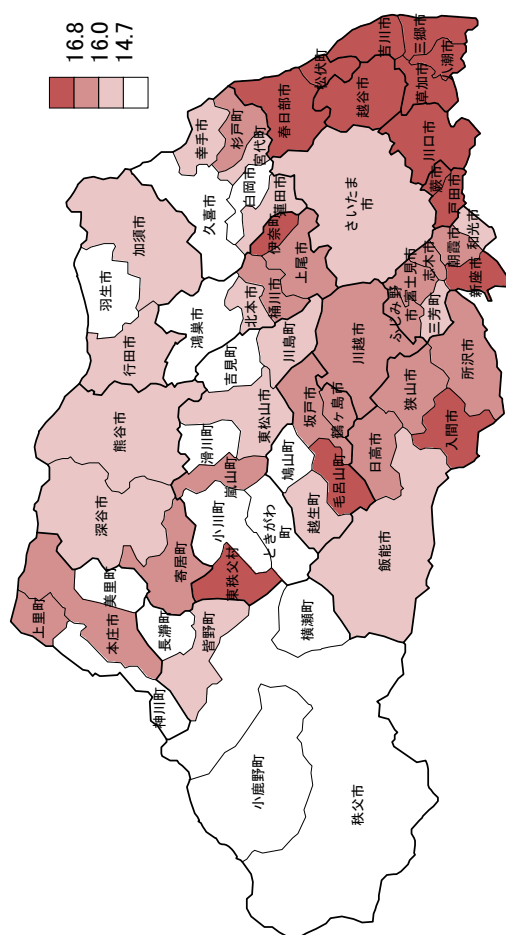 16.8
16.0
14.7
上里町
本庄市
神川町
美里町
深谷市
熊谷市
行田市
羽生市
加須市
長瀞町
寄居町
皆野町
東秩父村
小川町
嵐山町
滑川町
鴻巣市
久喜市
幸手市
杉戸町
宮代町
小鹿野町
秩父市
横瀬町
ときがわ
町
鳩山町
東松山市
吉見町
北本市
桶川市
伊奈町
白岡市
蓮田市
春日部市
松伏町
越生町
毛呂山町
坂戸市
鶴ヶ島市
川島町
上尾市
さいたま
市
越谷市
吉川市
飯能市
日高市
狭山市
川越市
入間市
所沢市
ふじみ野
市
富士見市
三芳町
志木市
朝霞市
和光市
新座市
戸田市
蕨市
川口市
草加市
八潮市
三郷市